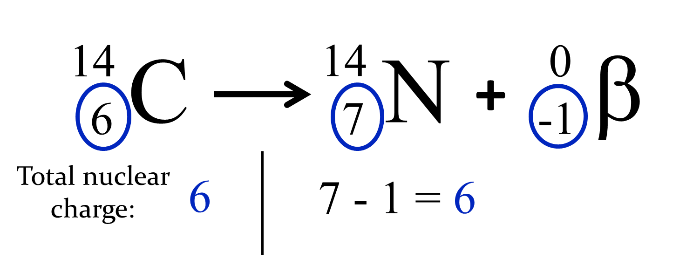 14 14 0
6 C → 7 N + -1 β
Total nuclear
charge: 6 7 - 1 = 6